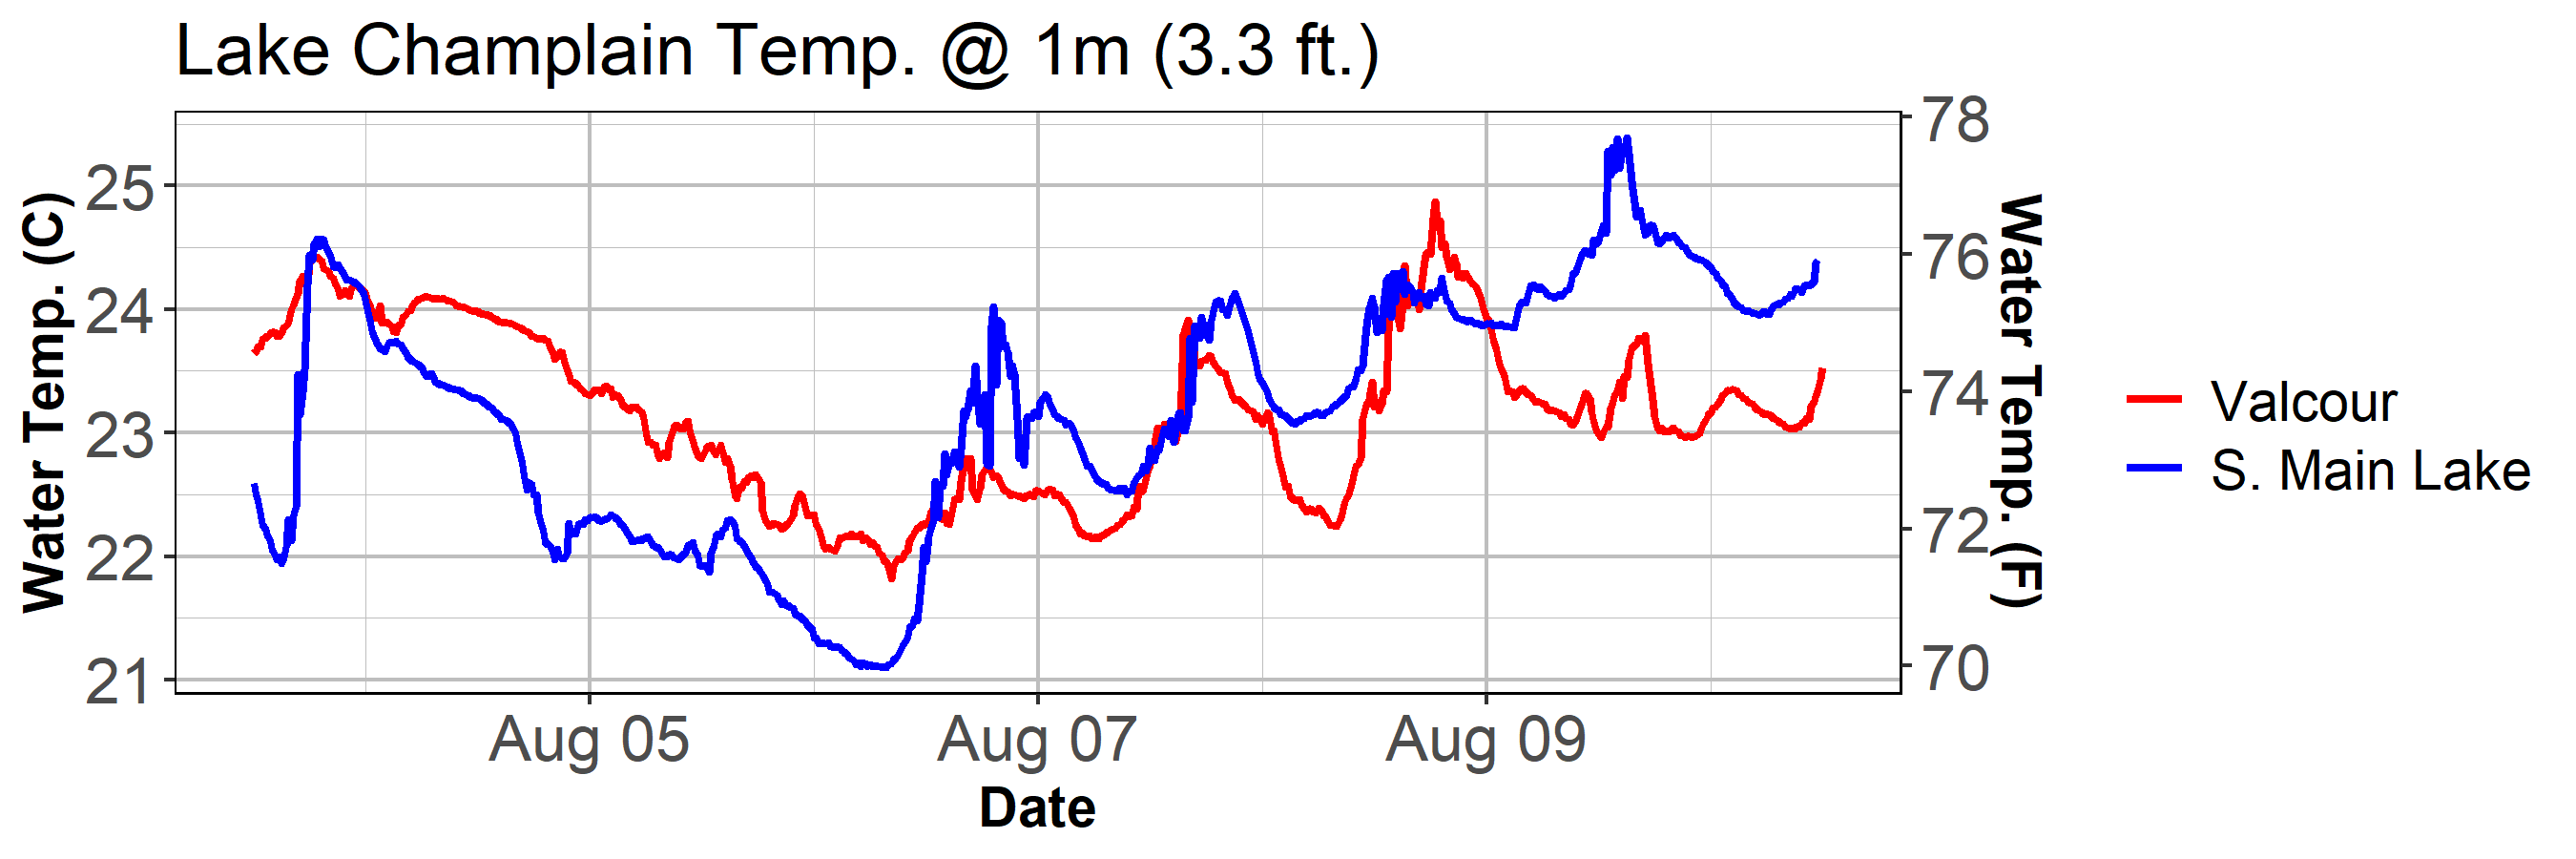 Lake Champlain Temp. @ 1m (3.3 ft.)
Water Temp. (C)
25
24
23
22
21
78
76
74
72
70
Water Temp. (F)
Aug 05
Aug 07
Aug 09
Date
Valcour
S. Main Lake